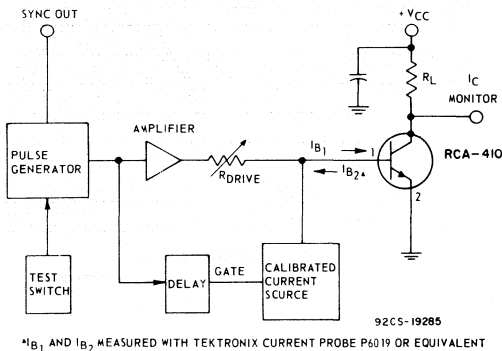 SYNC OUT
+ VCC
RL
IC
MONITOR
AMPLIFIER
PULSE
GENERATOR
RDRIVE
IB1
IB2▲
1
RCA-410
2
TEST
SWITCH
DELAY
GATE
CALIBRATED
CURRENT
SOURCE
92CS-19285
▲IB1 AND IB2 MEASURED WITH TEKTRONIX CURRENT PROBE P6019 OR EQUIVALENT